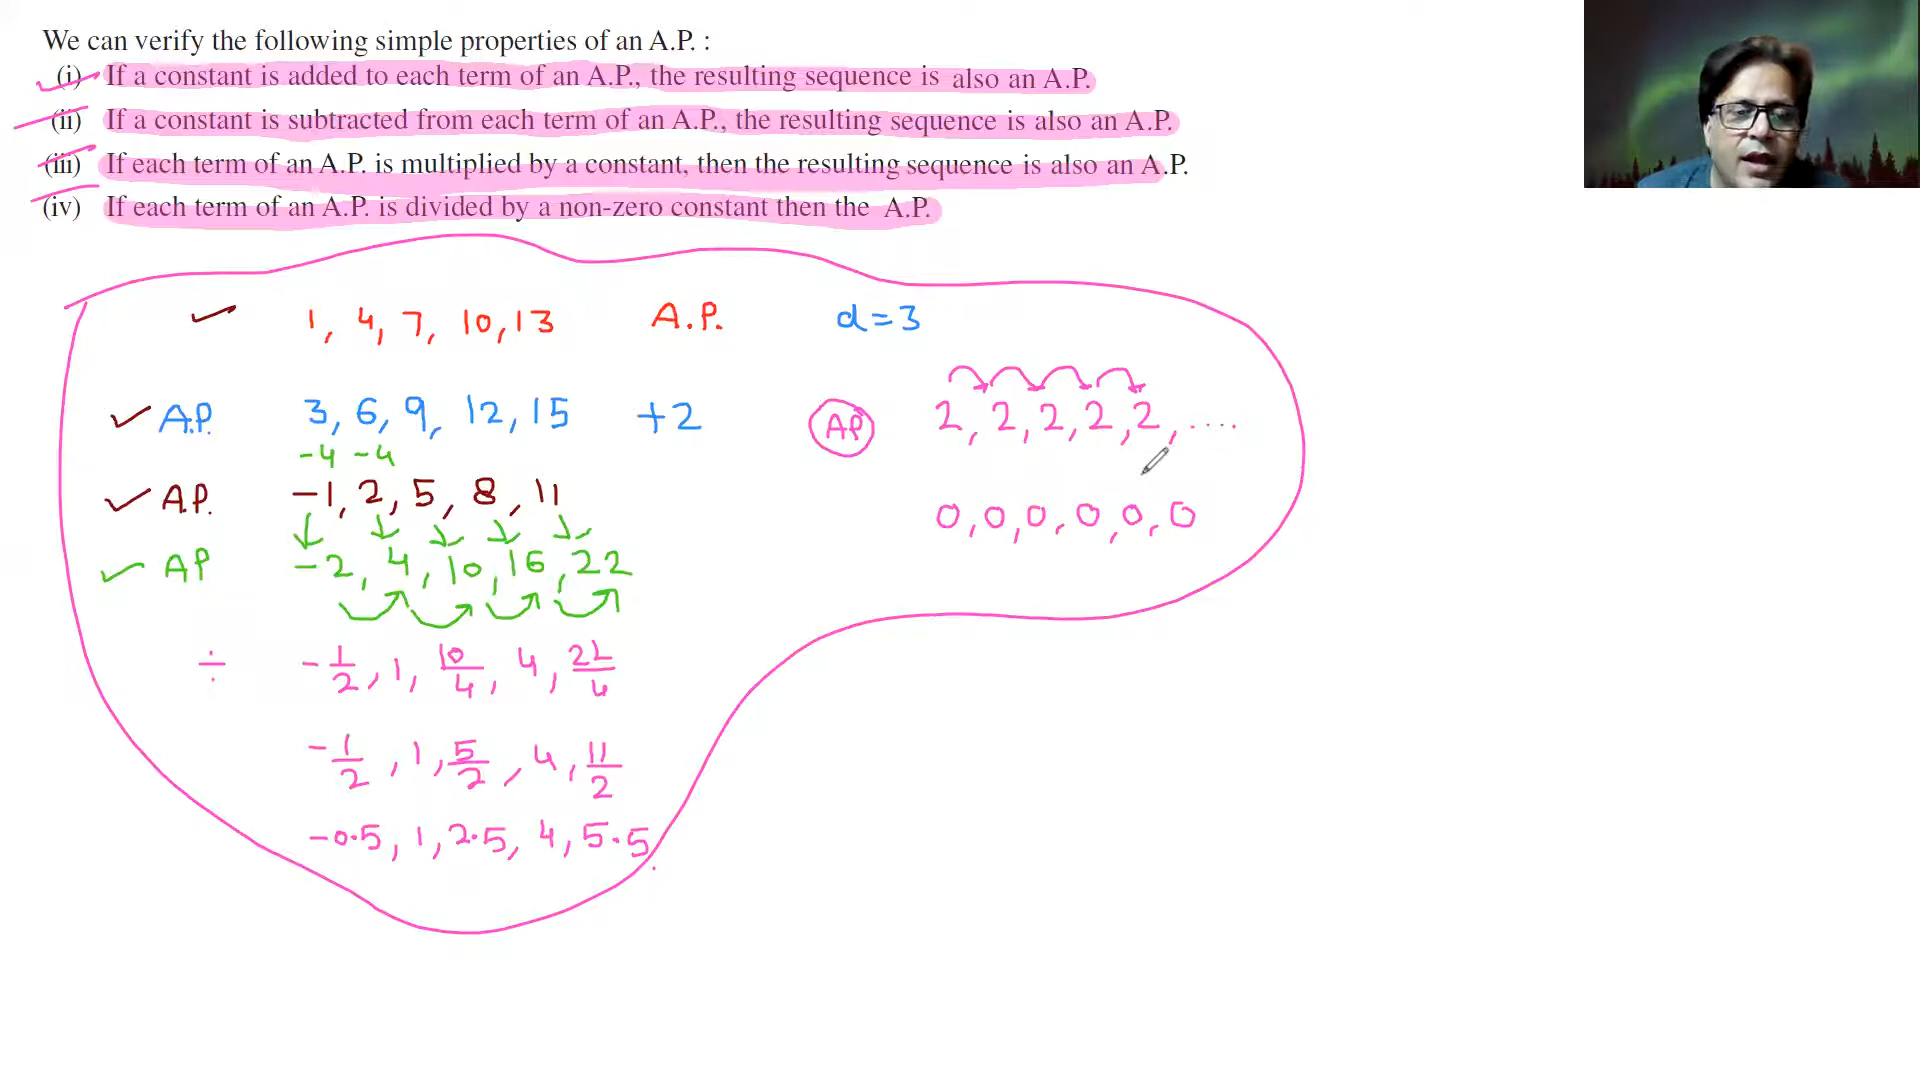 We can verify the following simple properties of an A.P. :
(i) If a constant is added to each term of an A.P., the resulting sequence is also an A.P.
(ii) If a constant is subtracted from each term of an A.P., the resulting sequence is also an A.P.
(iii) If each term of an A.P. is multiplied by a constant, then the resulting sequence is also an A.P.
(iv) If each term of an A.P. is divided by a non-zero constant then the A.P.
✓ 1, 4, 7, 10, 13 A.P. d=3
✓ A.P. 3, 6, 9, 12, 15 +2
-4 -4
✓ A.P. -1, 2, 5, 8, 11
✓ AP -2, 4, 10, 16, 22
÷ -1/2, 1, 10/4, 4, 22/4
-1/2, 1, 5/2, 4, 11/2
-0.5, 1, 2.5, 4, 5.5
AP 2, 2, 2, 2, 2, ....
0, 0, 0, 0, 0, 0